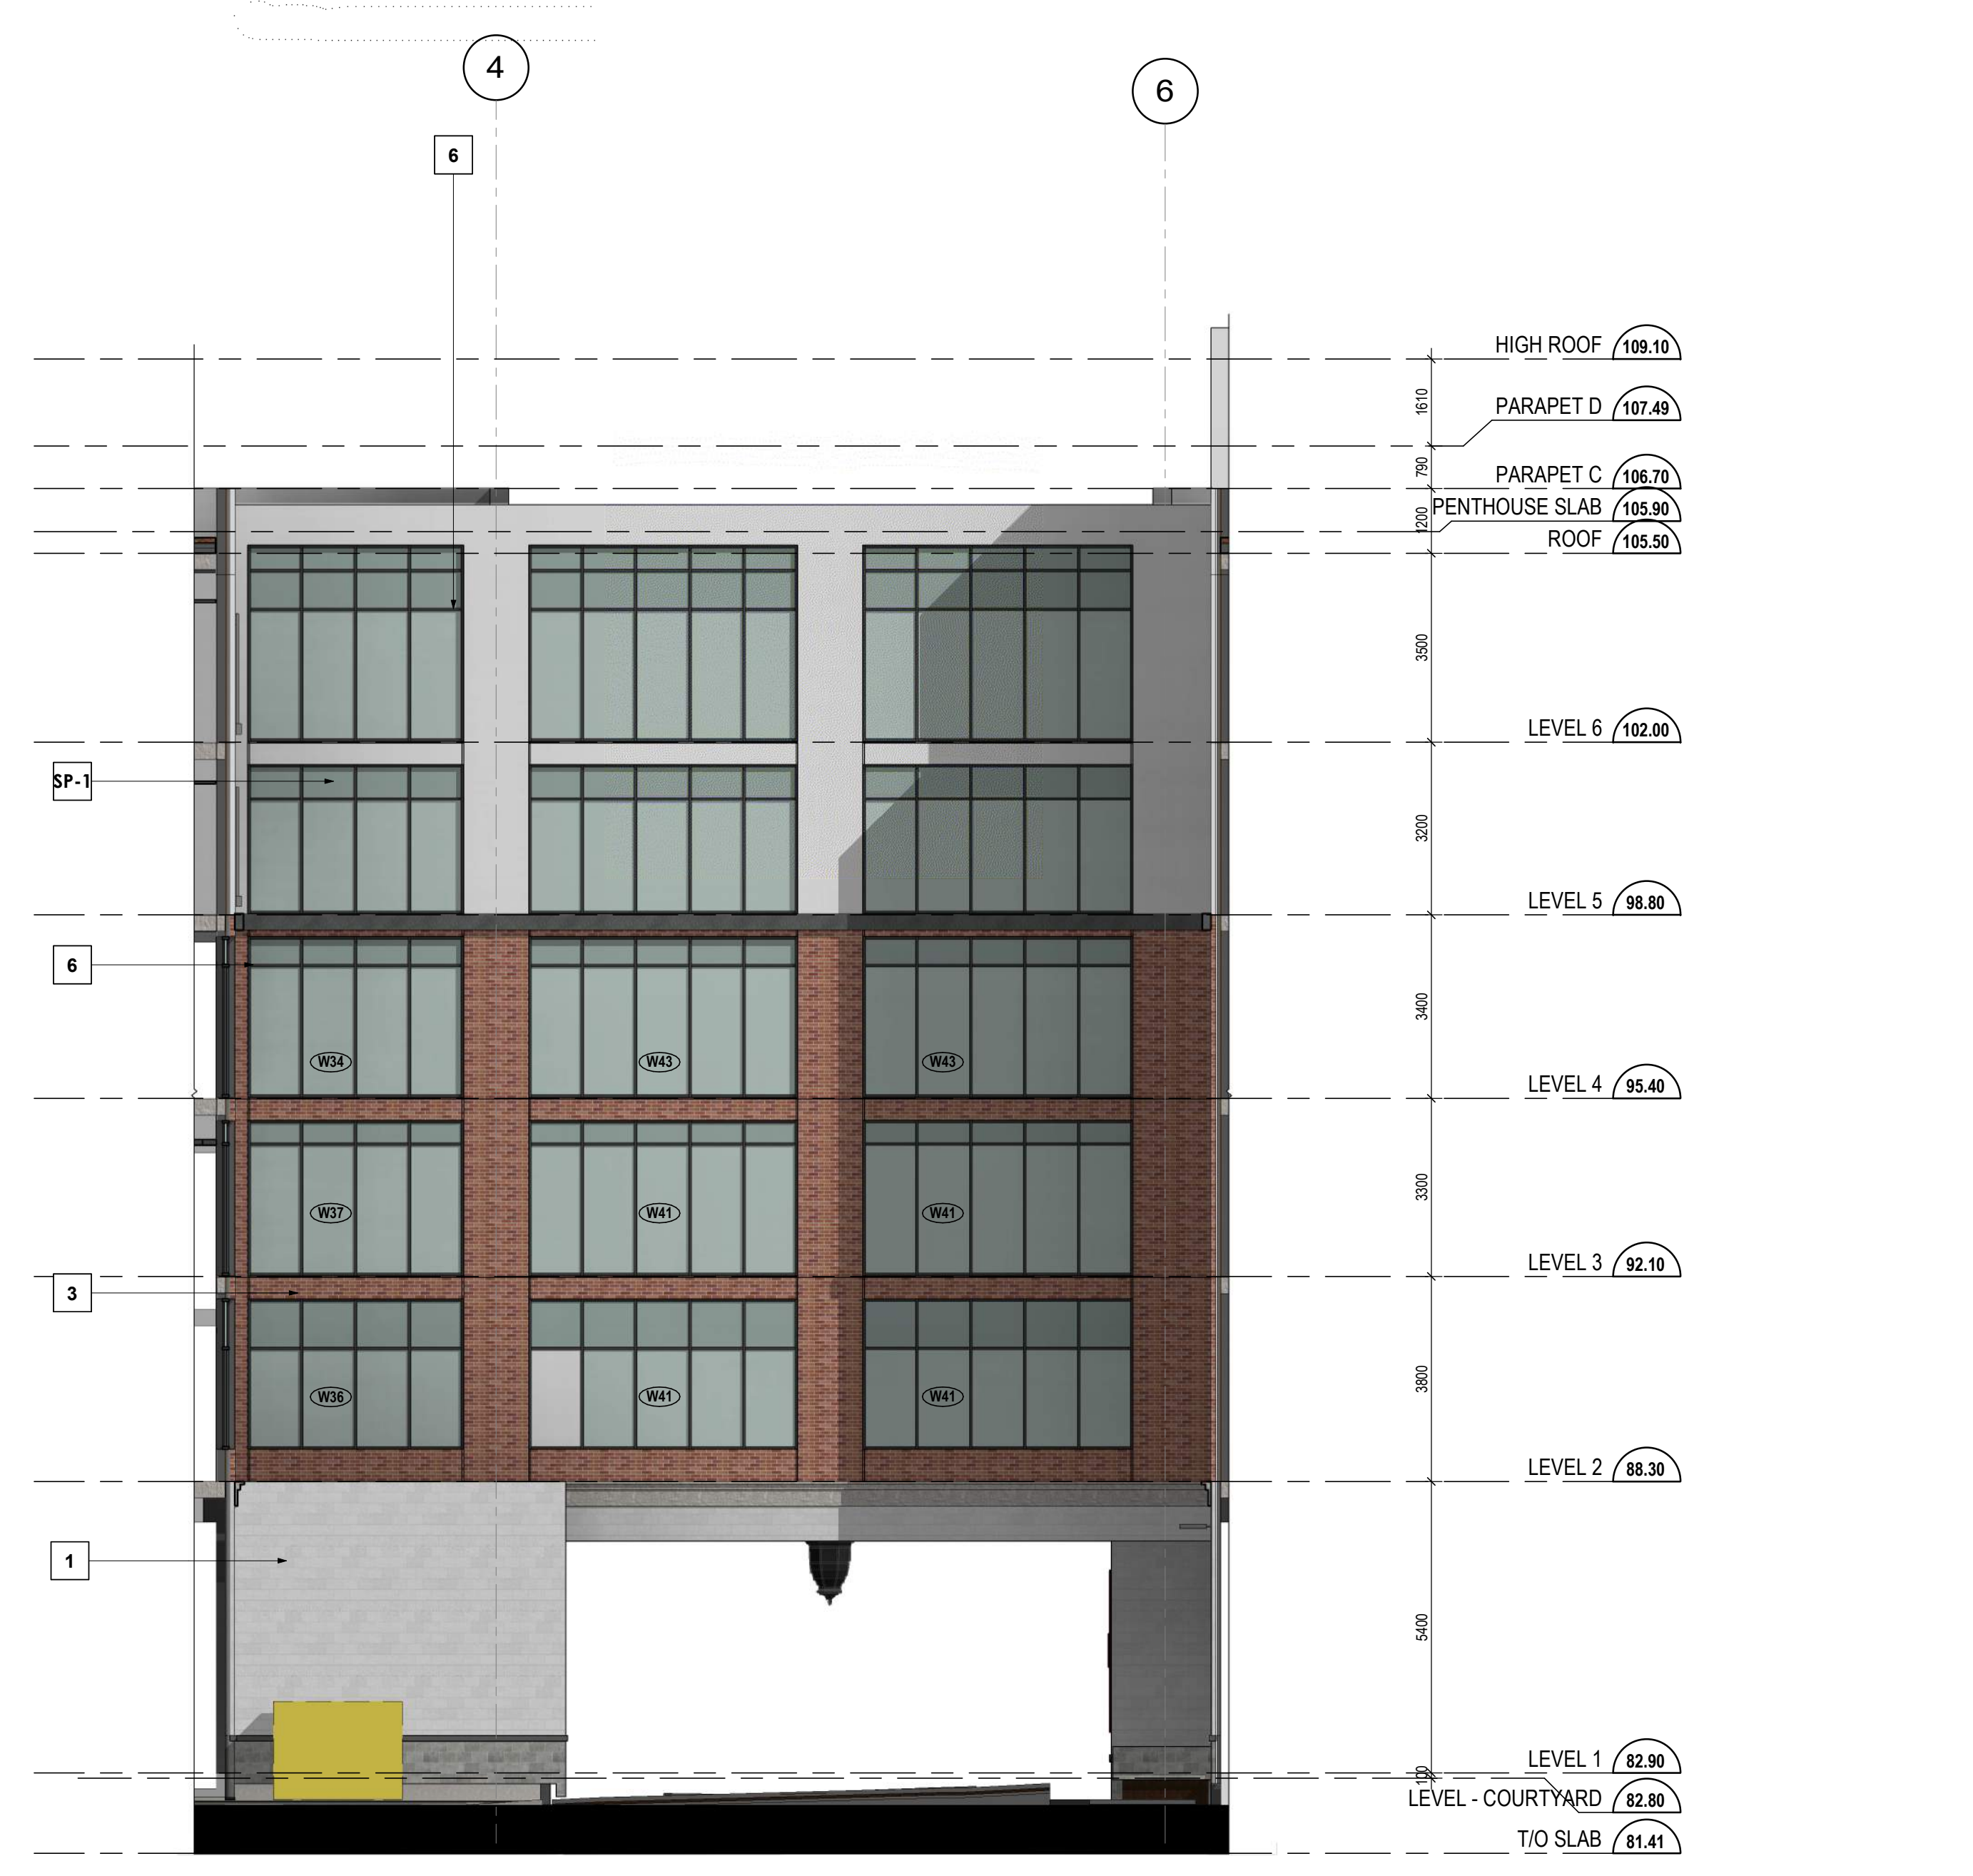 4
6
6
HIGH ROOF 109.10
1610
PARAPET D 107.49
790
PARAPET C 106.70
PENTHOUSE SLAB 105.90
1200
ROOF 105.50
3500
LEVEL 6 102.00
SP-1
3200
LEVEL 5 98.80
6
3400
W34 W43 W43
LEVEL 4 95.40
3300
W37 W41 W41
LEVEL 3 92.10
3
3800
W36 W41 W41
LEVEL 2 88.30
1
5400
LEVEL 1 82.90
100
LEVEL - COURTYARD 82.80
T/O SLAB 81.41